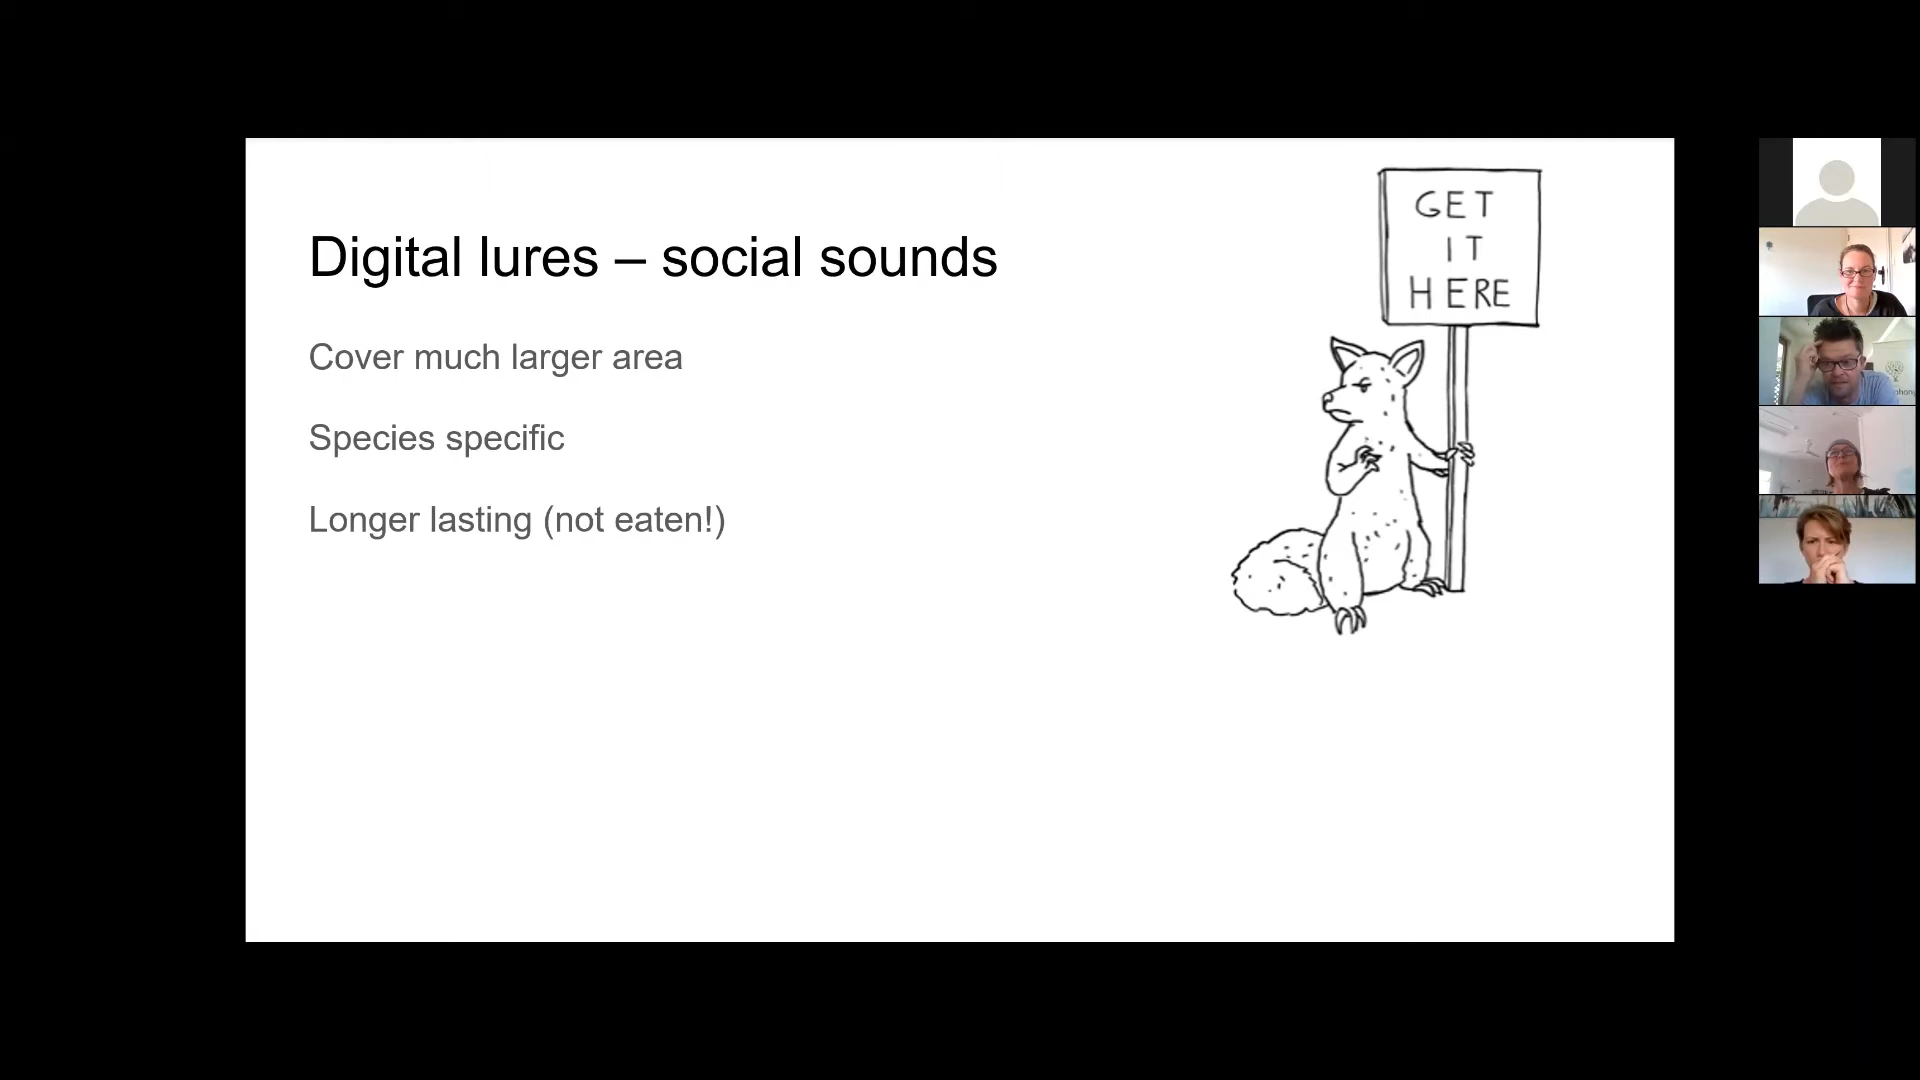 Digital lures – social sounds
Cover much larger area
Species specific
Longer lasting (not eaten!)
GET
IT
HERE